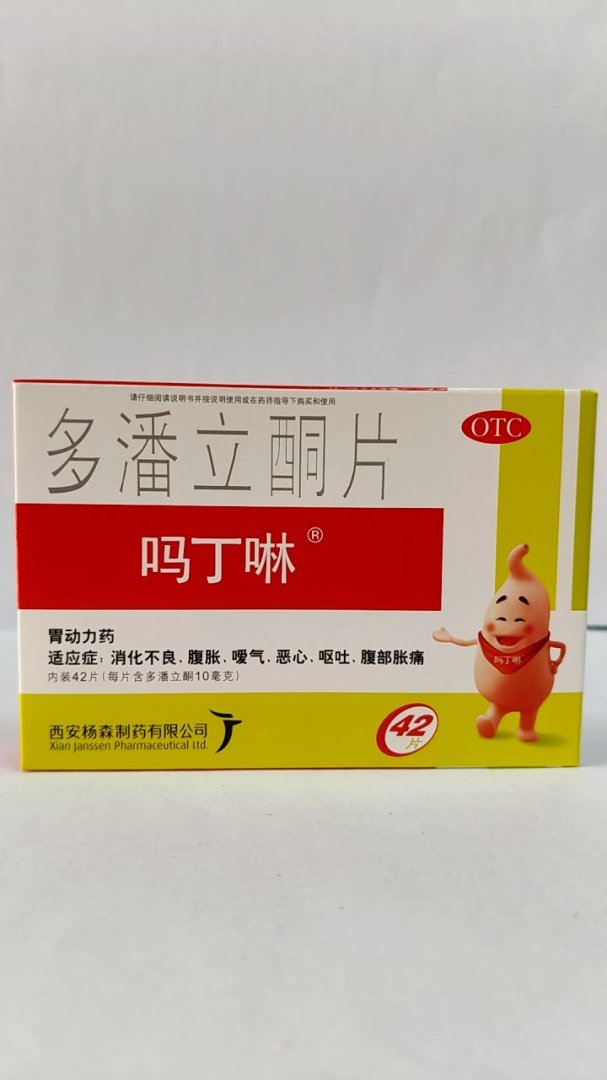 请仔细阅读说明书并按说明使用或在药师指导下购买和使用
多潘立酮片
OTC
吗丁啉®
胃动力药
适应症：消化不良、腹胀、嗳气、恶心、呕吐、腹部胀痛
内装42片(每片含多潘立酮10毫克)
吗丁啉
西安杨森制药有限公司
Xian Janssen Pharmaceutical Ltd.
42
片